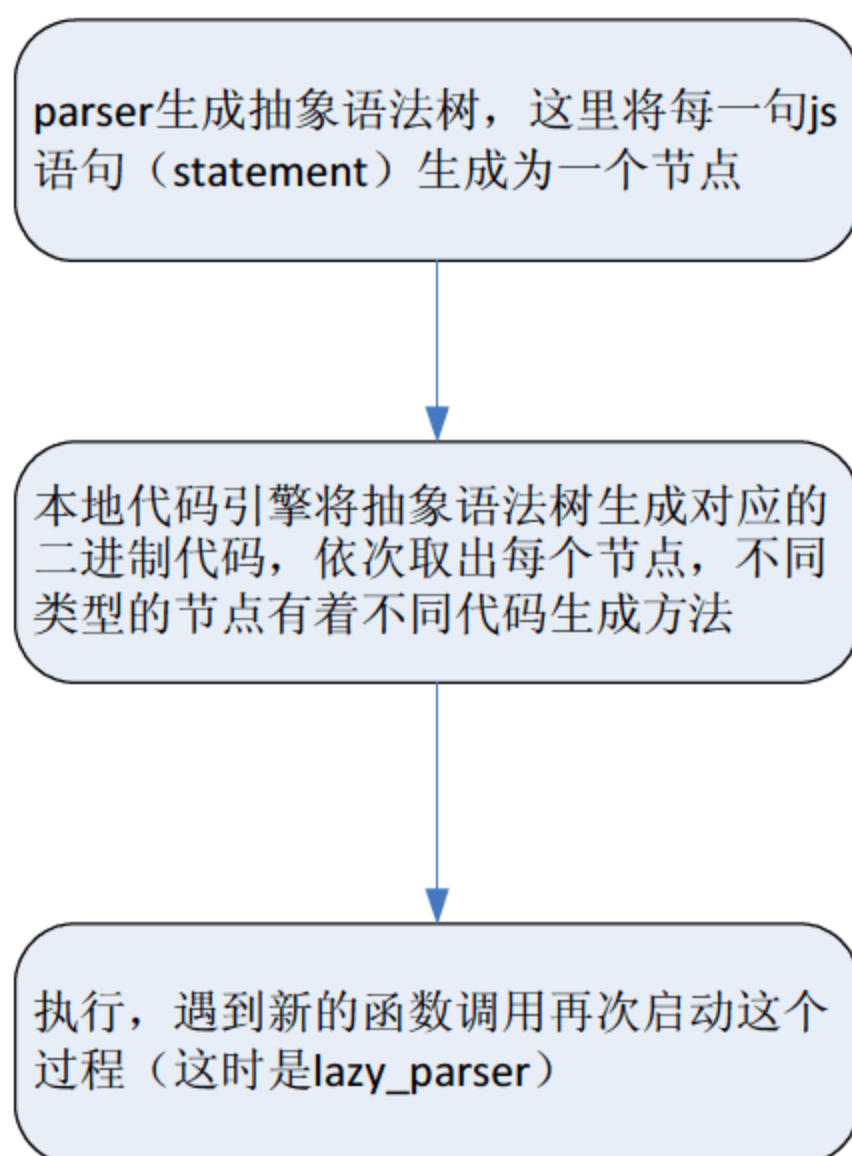 parser生成抽象语法树，这里将每一句js
语句（statement）生成为一个节点
本地代码引擎将抽象语法树生成对应的
二进制代码，依次取出每个节点，不同
类型的节点有着不同代码生成方法
执行，遇到新的函数调用再次启动这个
过程（这时是lazy_parser）